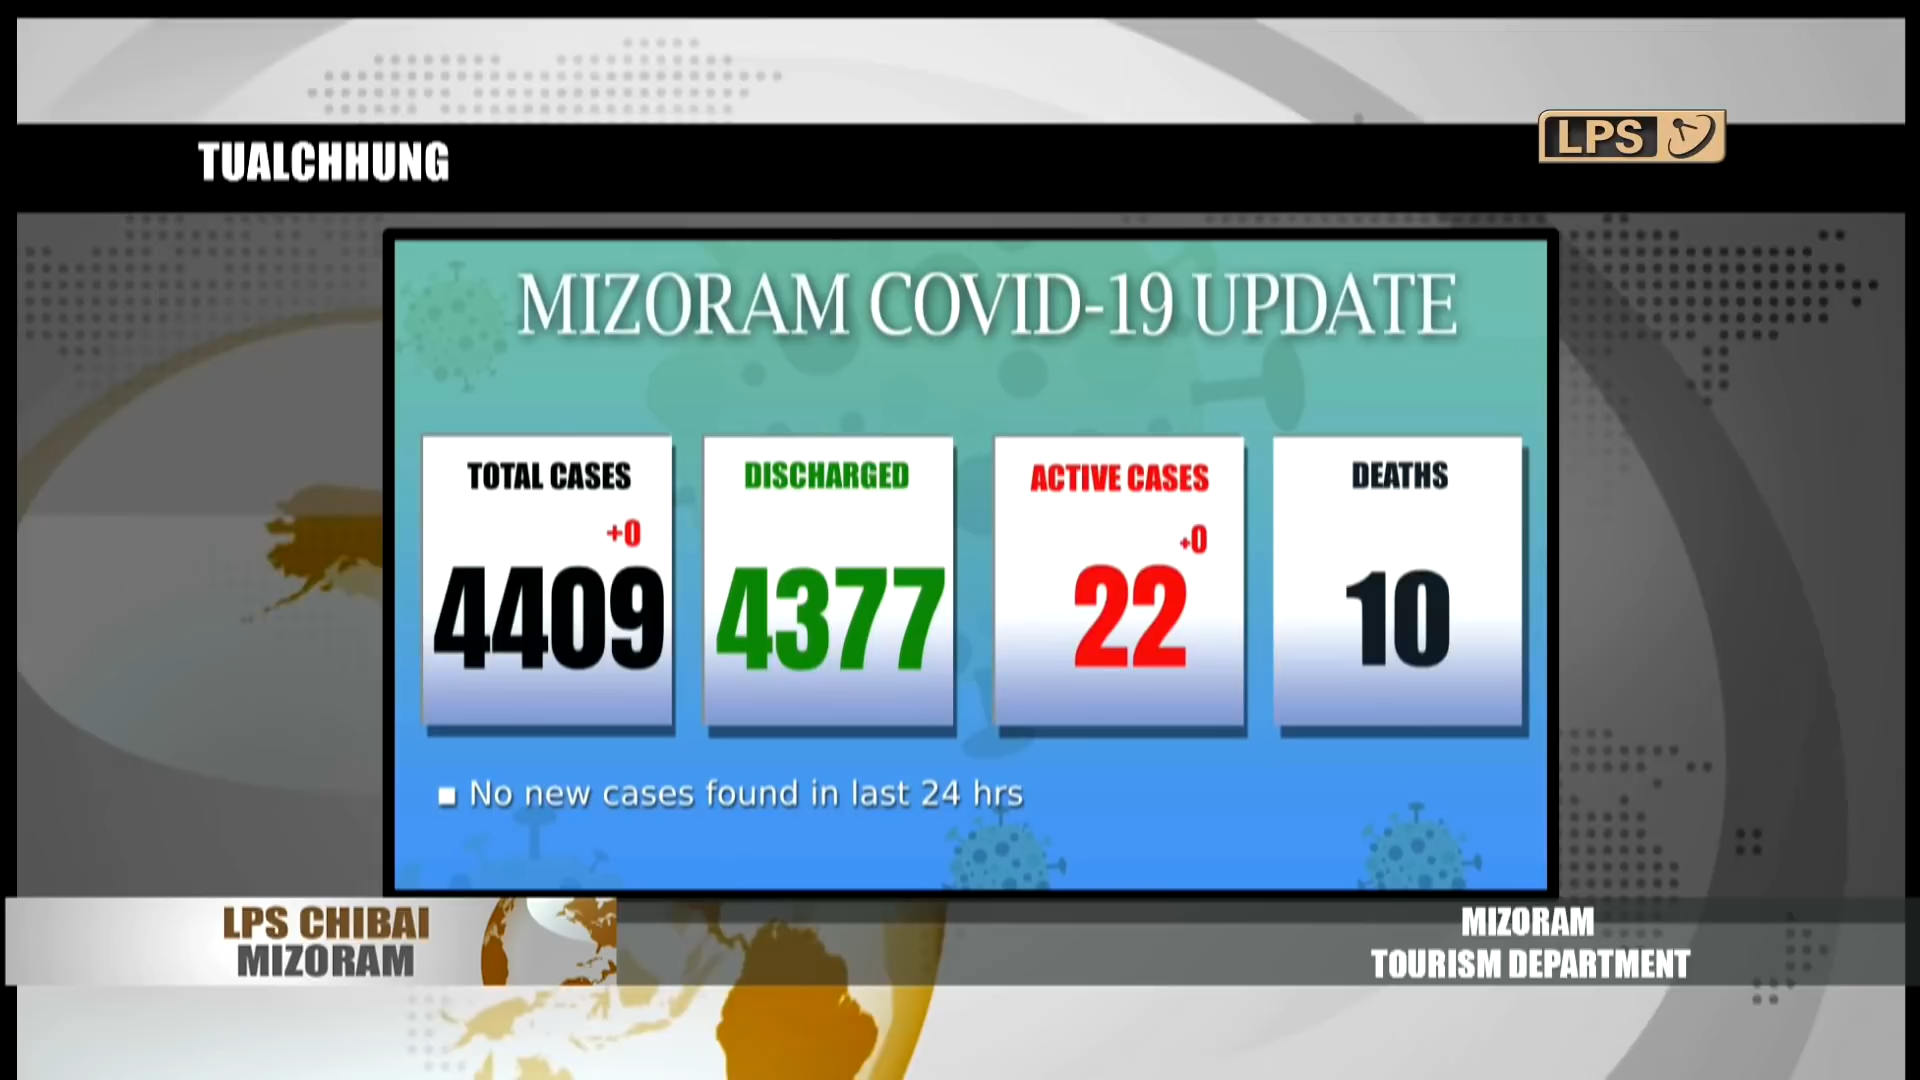 TUALCHHUNG
LPS
MIZORAM COVID-19 UPDATE
TOTAL CASES
+0
4409
DISCHARGED
4377
ACTIVE CASES
+0
22
DEATHS
10
No new cases found in last 24 hrs
LPS CHIBAI
MIZORAM
MIZORAM
TOURISM DEPARTMENT